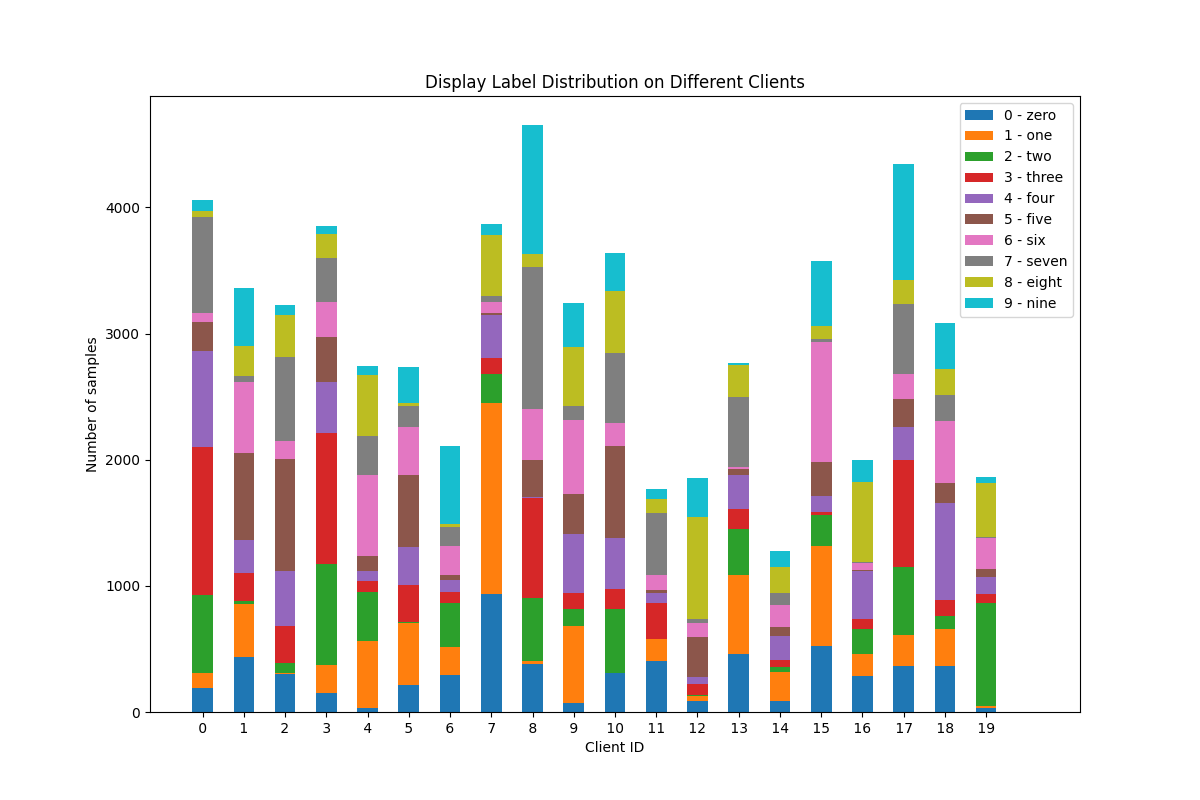 Display Label Distribution on Different Clients
0 - zero
1 - one
2 - two
3 - three
4 - four
5 - five
6 - six
7 - seven
8 - eight
9 - nine
Number of samples
4000
3000
2000
1000
0
0 1 2 3 4 5 6 7 8 9 10 11 12 13 14 15 16 17 18 19
Client ID